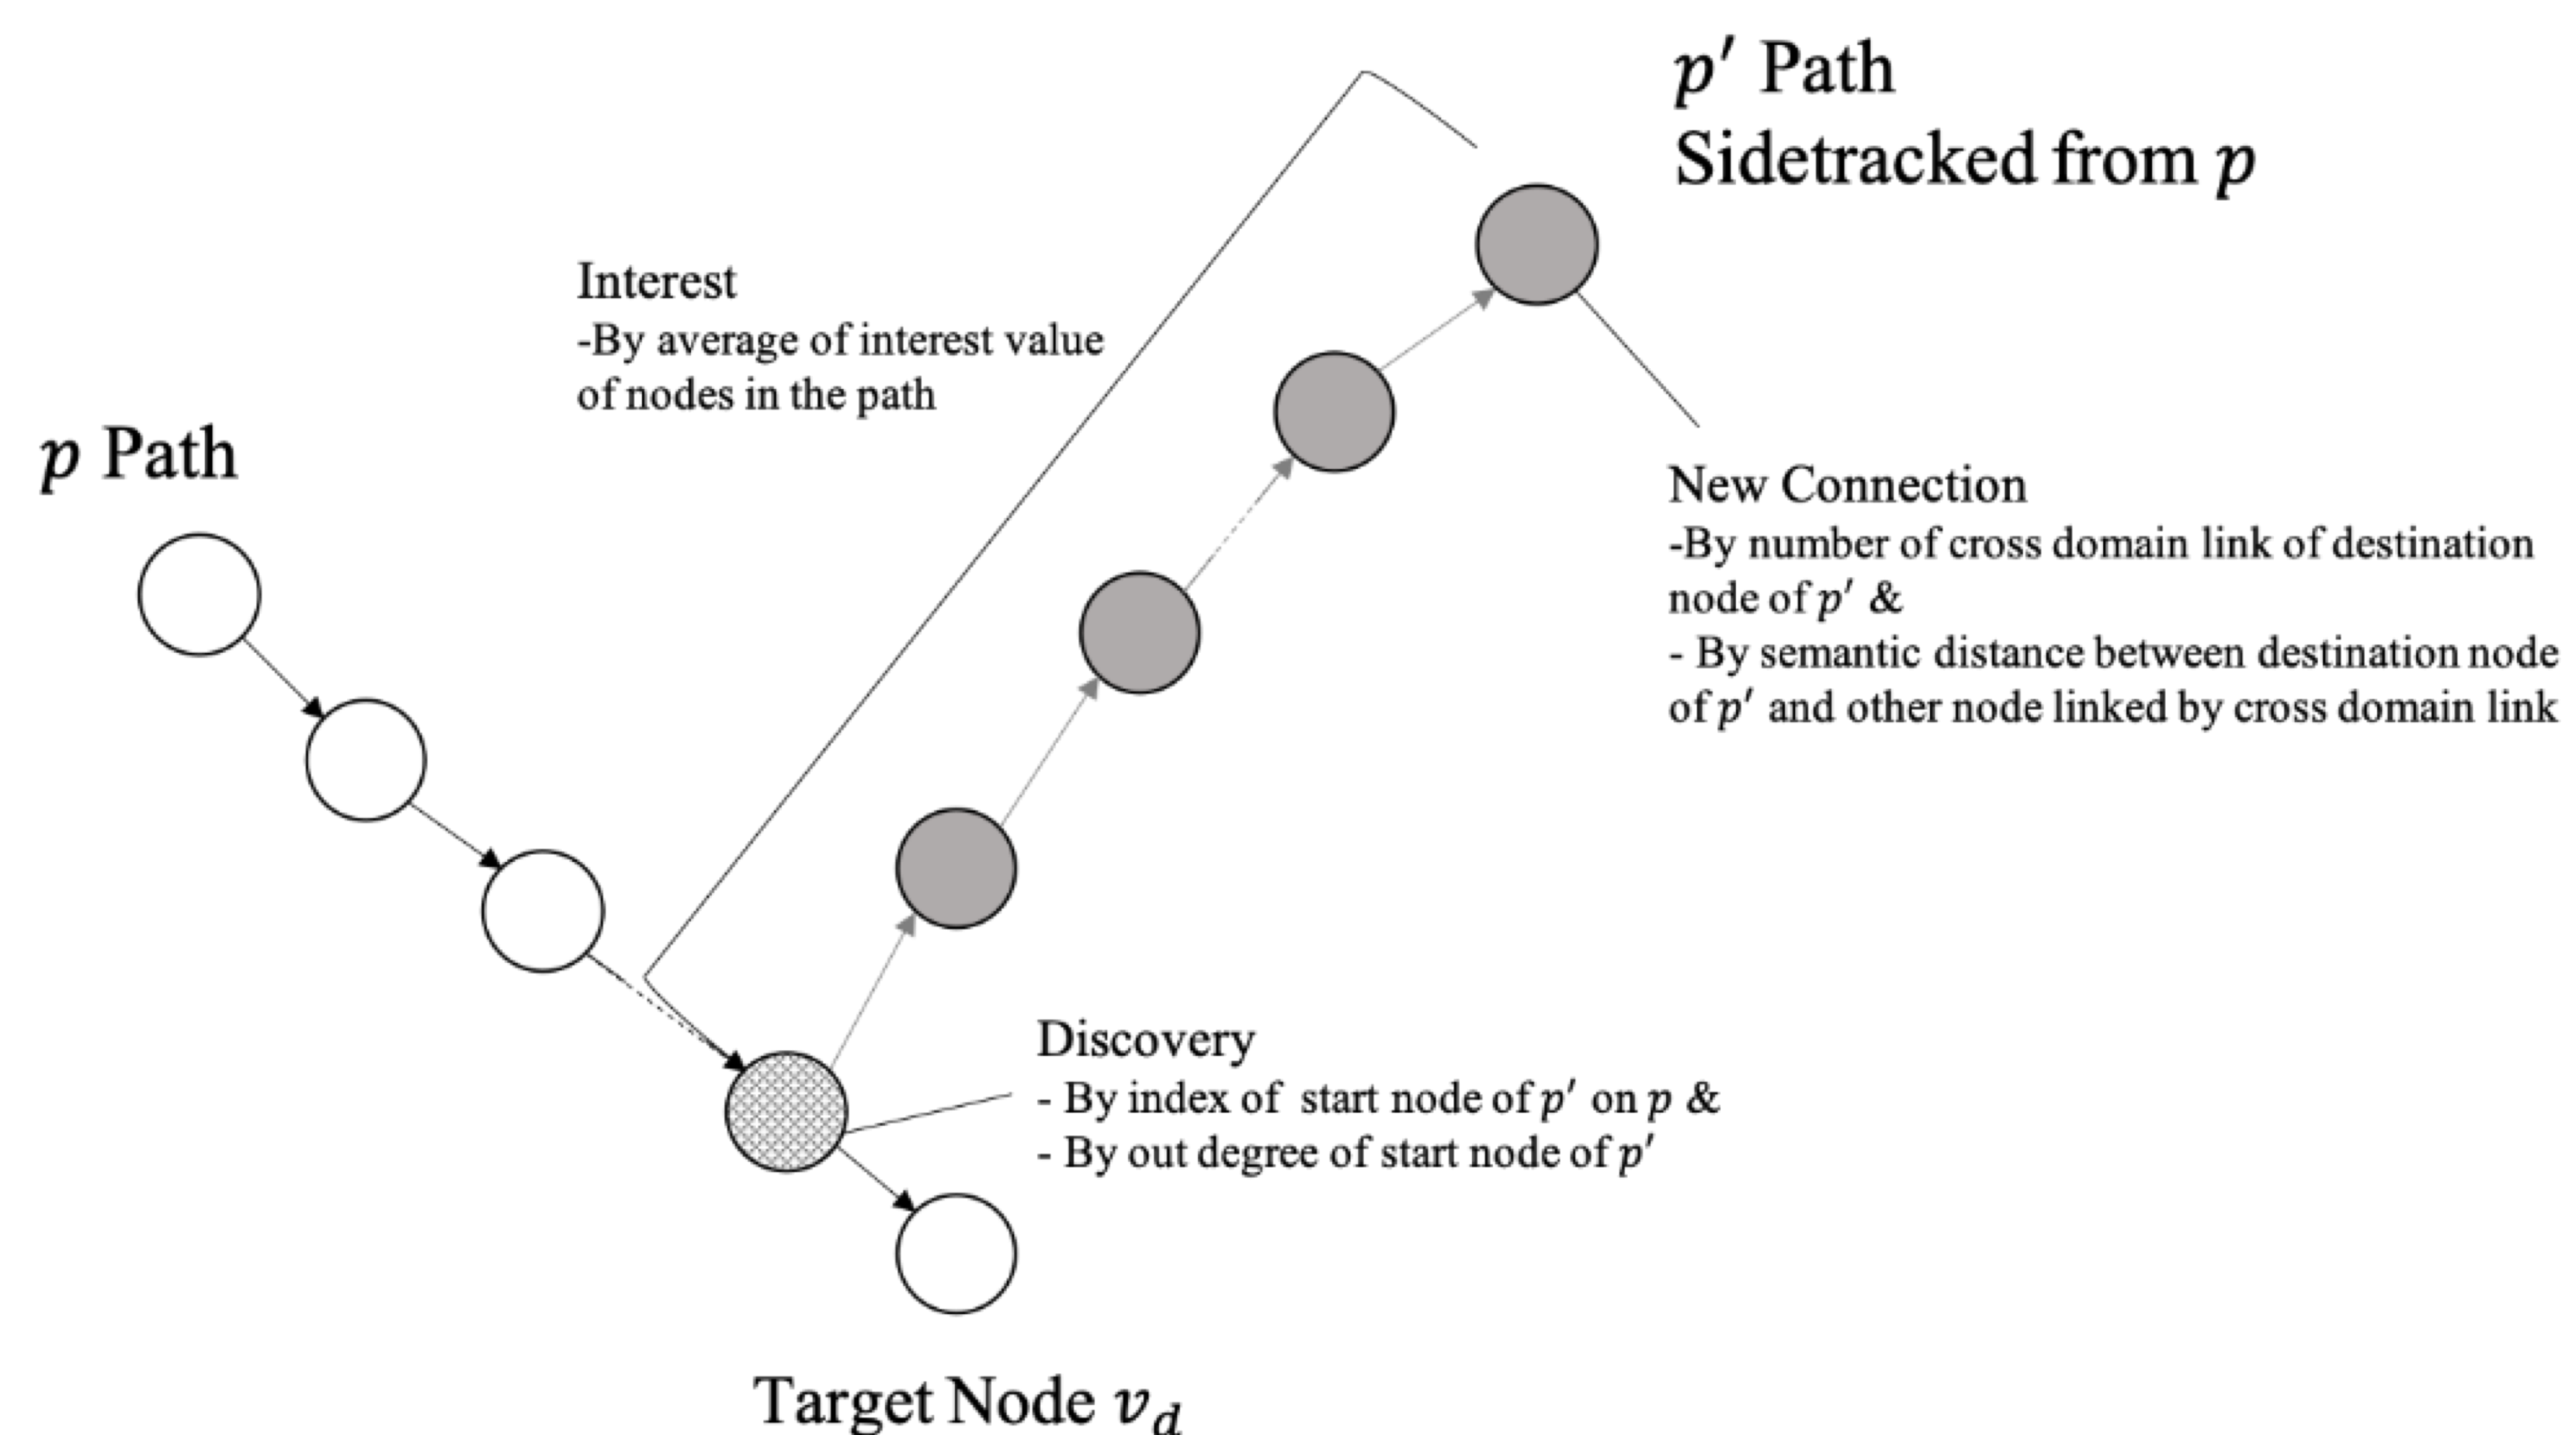 p′ Path
Sidetracked from p
Interest
-By average of interest value
of nodes in the path
p Path
New Connection
-By number of cross domain link of destination
node of p′ &
- By semantic distance between destination node
of p′ and other node linked by cross domain link
Discovery
- By index of start node of p′ on p &
- By out degree of start node of p′
Target Node v_d